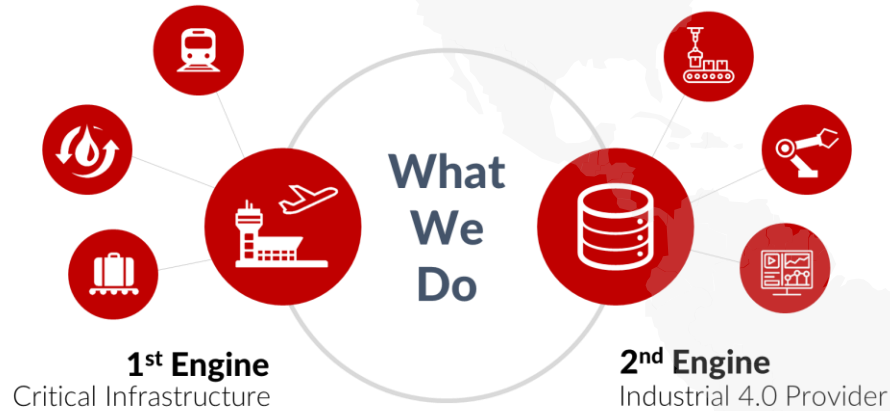 What
We
Do
1st Engine
Critical Infrastructure
2nd Engine
Industrial 4.0 Provider